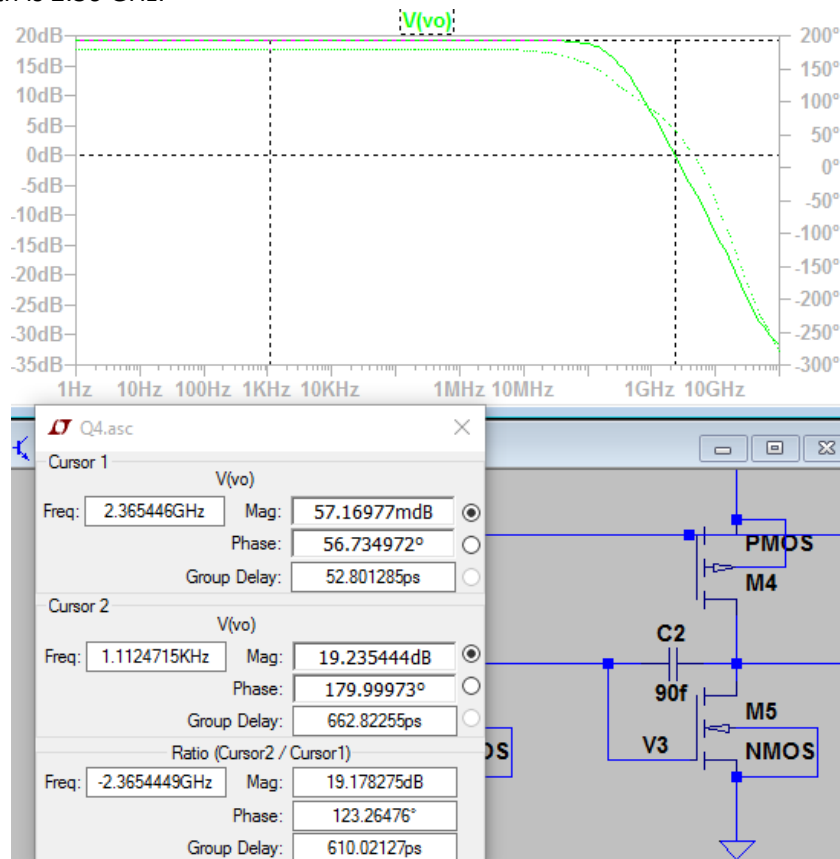 V(vo)
20dB 200°
15dB 150°
10dB 100°
5dB 50°
0dB 0°
-5dB -50°
-10dB -100°
-15dB -150°
-20dB -200°
-25dB -250°
-30dB -300°
-35dB
1Hz 10Hz 100Hz 1KHz 10KHz 1MHz 10MHz 1GHz 10GHz
Q4.asc
Cursor 1
V(vo)
Freq: 2.365446GHz Mag: 57.16977mdB
Phase: 56.734972°
Group Delay: 52.801285ps
Cursor 2
V(vo)
Freq: 1.1124715KHz Mag: 19.235444dB
Phase: 179.99973°
Group Delay: 662.82255ps
Ratio (Cursor2 / Cursor1)
Freq: -2.3654449GHz Mag: 19.178275dB
Phase: 123.26476°
Group Delay: 610.02127ps
PMOS
M4
C2
90f
M5
V3
NMOS